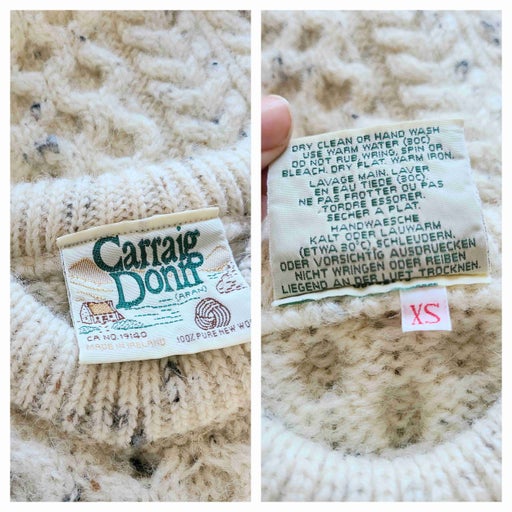 Carraig
Donn
(ARAN)
CA NO. 19140
MADE IN IRELAND
100% PURE NEW WOOL
DRY CLEAN OR HAND WASH
USE WARM WATER (30C)
DO NOT RUB, WRING, SPIN OR
BLEACH. DRY FLAT. WARM IRON.
LAVAGE MAIN. LAVER
EN EAU TIEDE (30C).
NE PAS FROTTER OU PAS
TORDRE ESSORER.
SECHER A PLAT.
HANDWAESCHE
KALT ODER LAUWARM
(ETWA 30°C). SCHLEUDERN.
ODER VORSICHTIG AUSDRUECKEN
NICHT WRINGEN ODER REIBEN
LIEGEND AN DER LUFT TROCKNEN.
XS